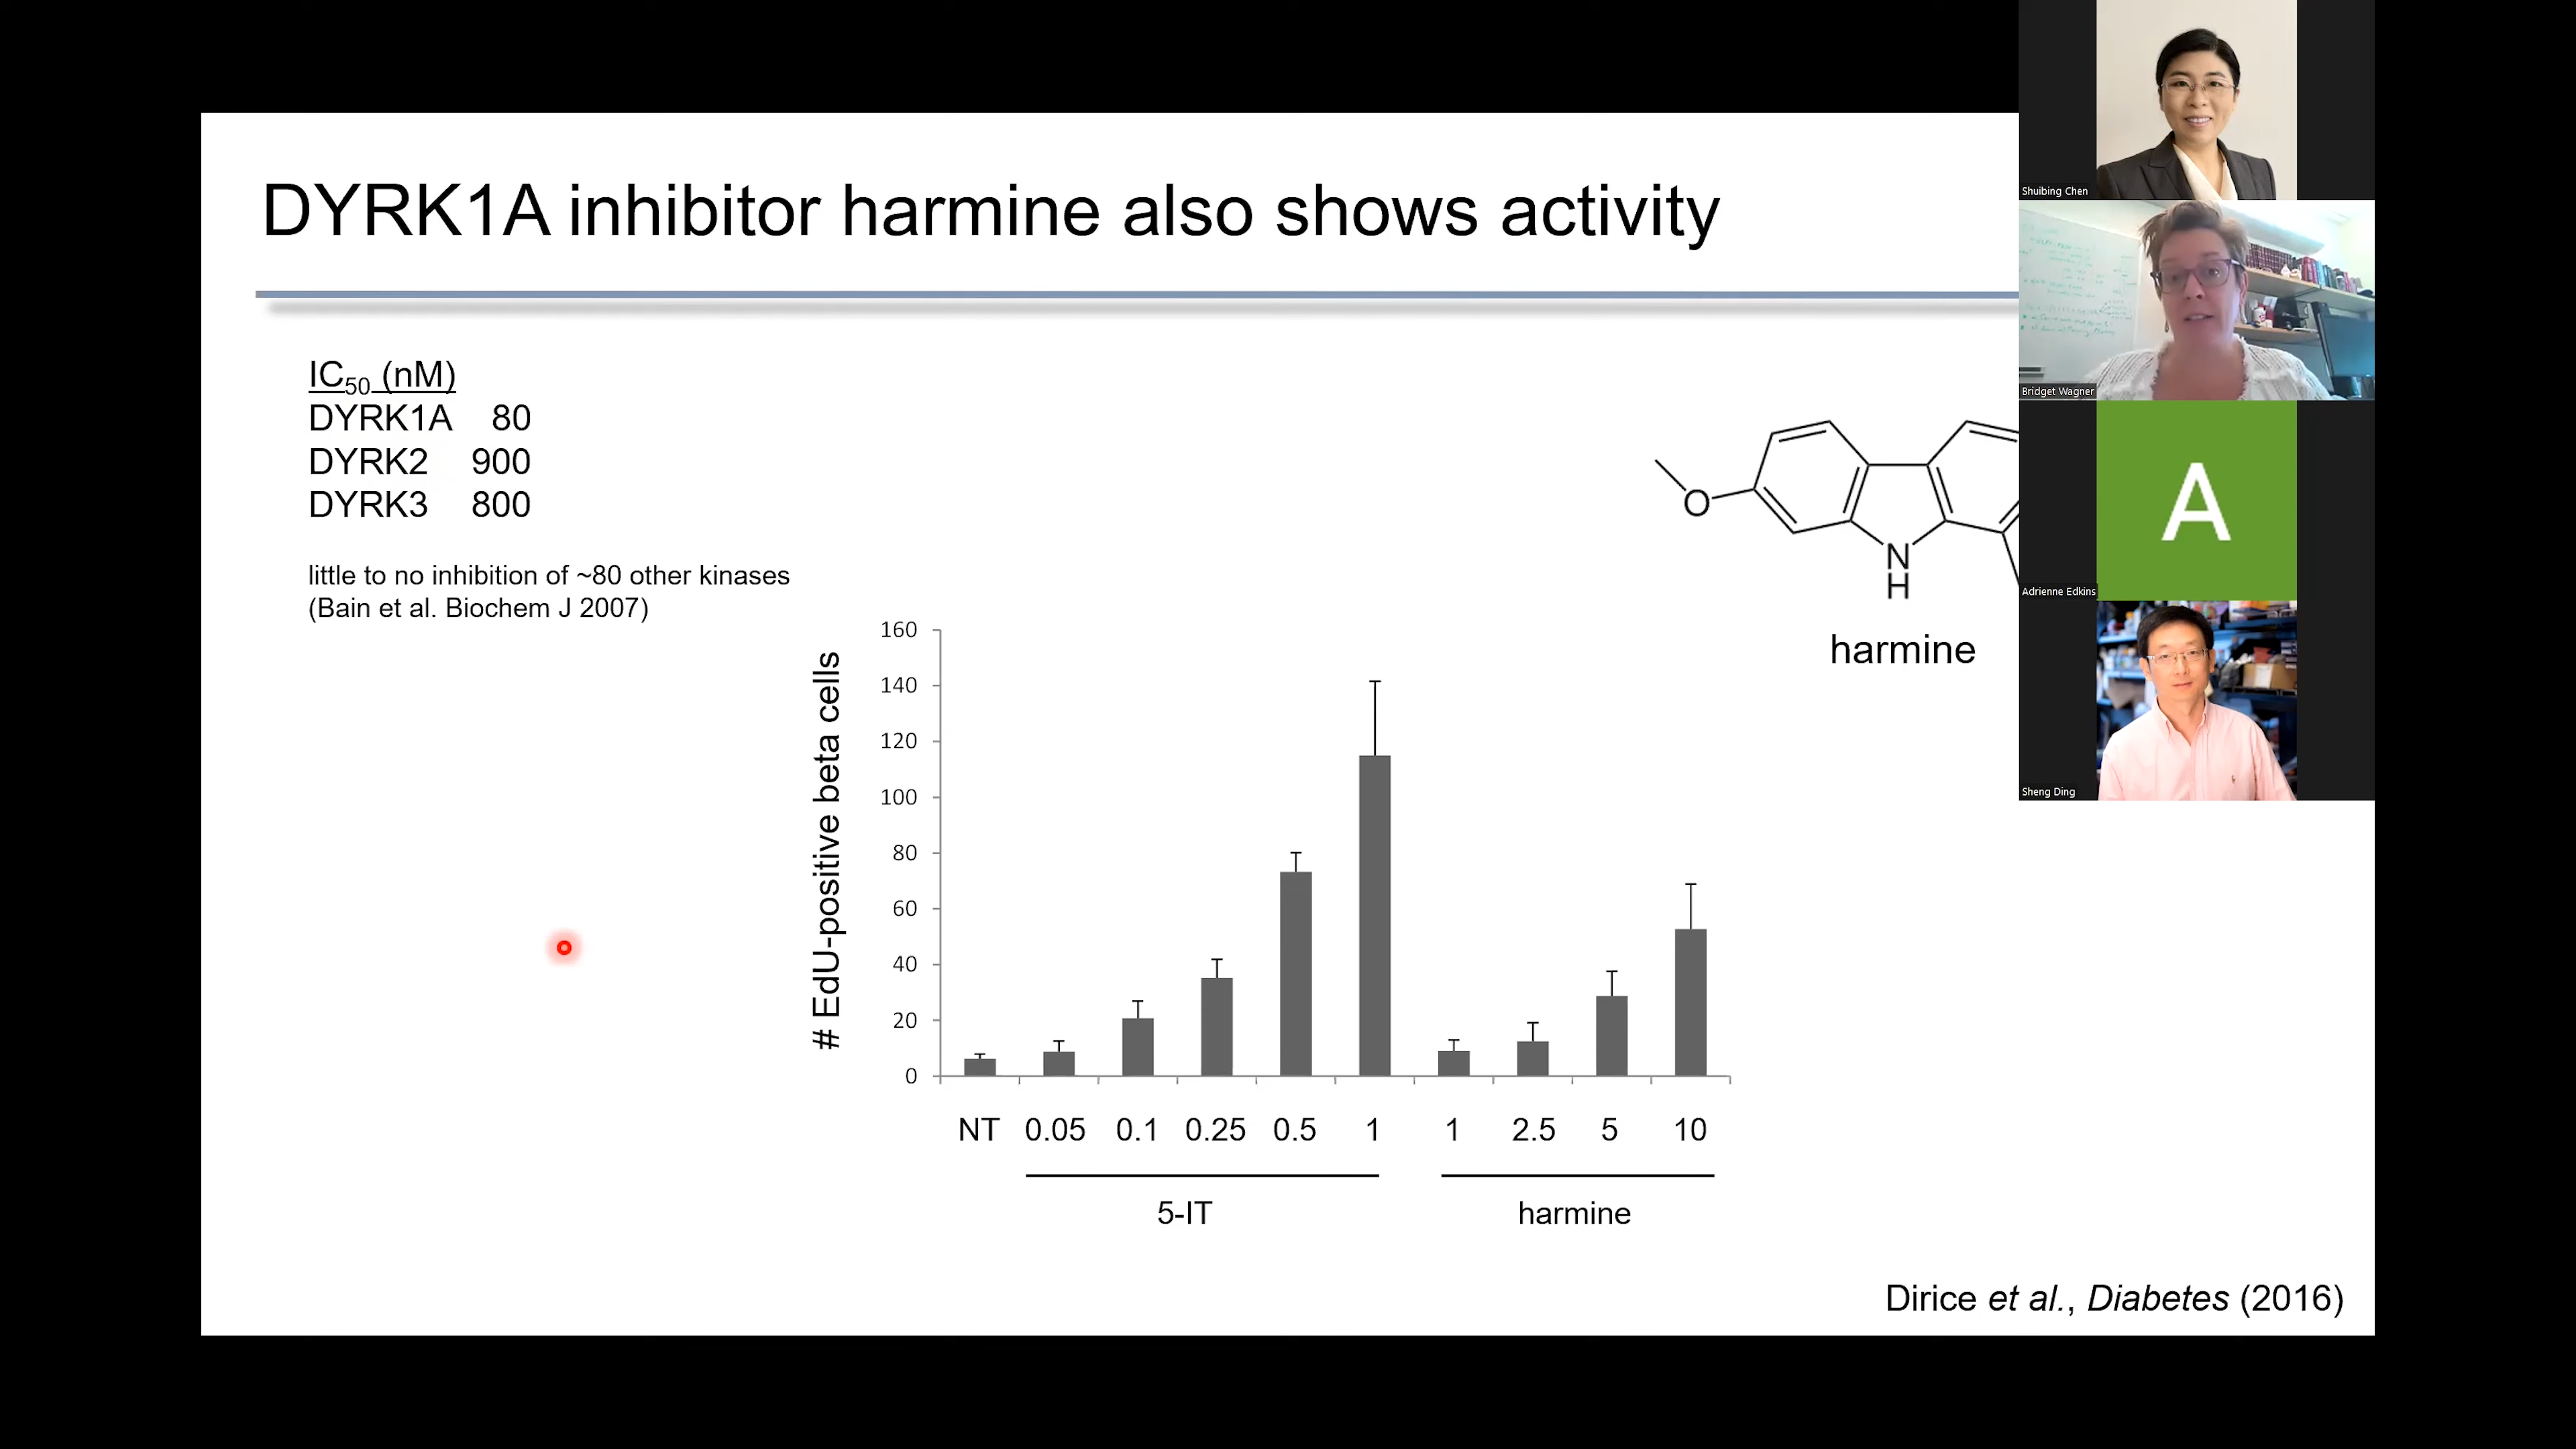 DYRK1A inhibitor harmine also shows activity
IC50 (nM)
DYRK1A 80
DYRK2 900
DYRK3 800
little to no inhibition of ~80 other kinases
(Bain et al. Biochem J 2007)
O
N
H
harmine
# EdU-positive beta cells
160
140
120
100
80
60
40
20
0
NT 0.05 0.1 0.25 0.5 1 1 2.5 5 10
5-IT harmine
Dirice et al., Diabetes (2016)
Shuibing Chen
Bridget Wagner
A
Adrienne Edkins
Sheng Ding